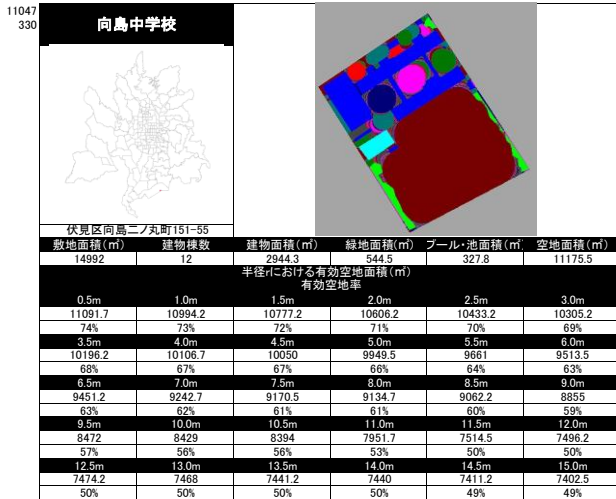 11047
330
向島中学校
伏見区向島二ノ丸町151-55
敷地面積(㎡) 建物棟数 建物面積(㎡) 緑地面積(㎡) プール・池面積(㎡) 空地面積(㎡)
14992 12 2944.3 544.5 327.8 11175.5
半径rにおける有効空地面積(㎡)
有効空地率
0.5m 1.0m 1.5m 2.0m 2.5m 3.0m
11091.7 10994.2 10777.2 10606.2 10433.2 10305.2
74% 73% 72% 71% 70% 69%
3.5m 4.0m 4.5m 5.0m 5.5m 6.0m
10196.2 10106.7 10050 9949.5 9661 9513.5
68% 67% 67% 66% 64% 63%
6.5m 7.0m 7.5m 8.0m 8.5m 9.0m
9451.2 9242.7 9170.5 9134.7 9062.2 8855
63% 62% 61% 61% 60% 59%
9.5m 10.0m 10.5m 11.0m 11.5m 12.0m
8472 8429 8394 7951.7 7514.5 7496.2
57% 56% 56% 53% 50% 50%
12.5m 13.0m 13.5m 14.0m 14.5m 15.0m
7474.2 7468 7441.2 7440 7411.2 7402.5
50% 50% 50% 50% 49% 49%